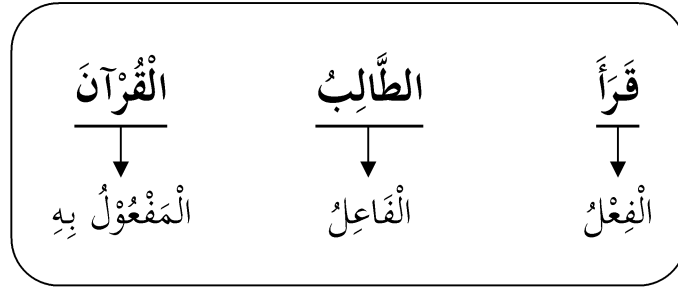 قَرَأَ الطَّالِبُ الْقُرْآنَ
الْفِعْلُ الْفَاعِلُ الْمَفْعُوْلُ بِهِ